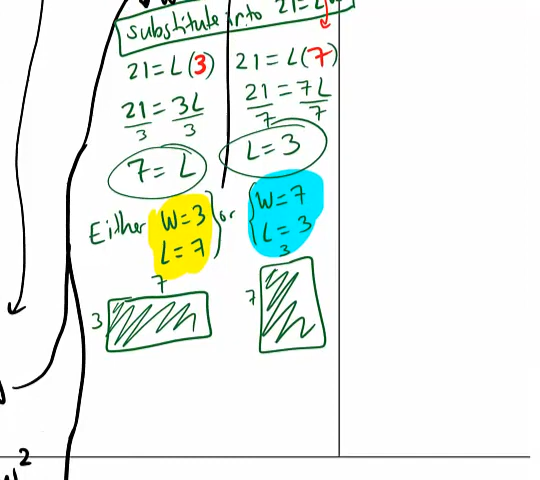 Substitute into 21=L
21=L(3)
21=3L
3 3
7=L
21=L(7)
21=7L
7 7
L=3
Either W=3
L=7
or
W=7
L=3
7
3
3
7
2